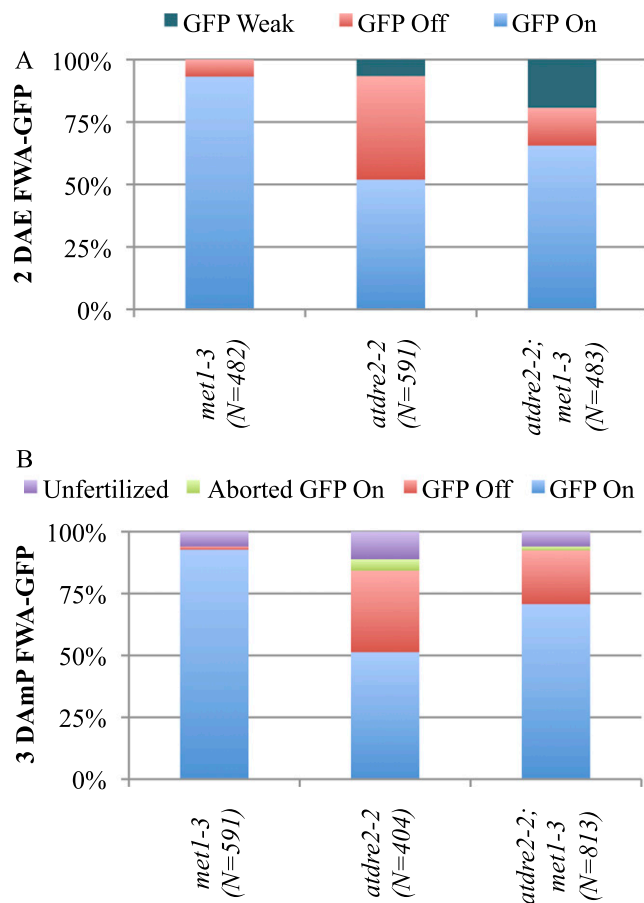 GFP Weak GFP Off GFP On
A
100%
75%
50%
25%
0%
2 DAE FWA-GFP
met1-3
(N=482)
atdre2-2
(N=591)
atdre2-2;
met1-3
(N=483)
B
Unfertilized Aborted GFP On GFP Off GFP On
100%
75%
50%
25%
0%
3 DAmP FWA-GFP
met1-3
(N=591)
atdre2-2
(N=404)
atdre2-2;
met1-3
(N=813)